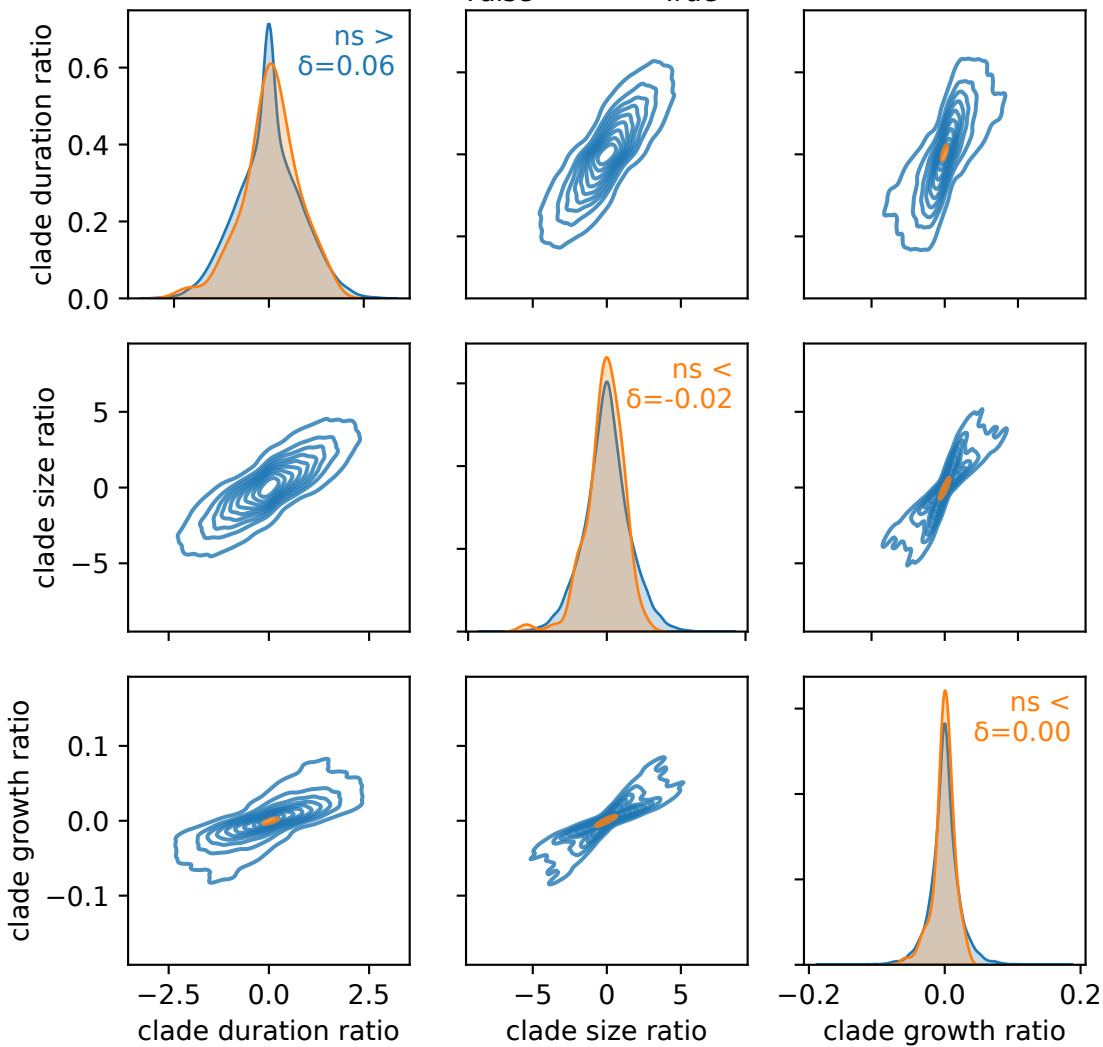 clade duration ratio
0.6
0.4
0.2
0.0
ns >
δ=0.06
−5
0
5
clade size ratio
5
0
−5
ns <
δ=-0.02
clade growth ratio
0.1
0.0
−0.1
ns <
δ=0.00
−2.5
0.0
2.5
−5
0
5
−0.2
0.0
0.2
clade duration ratio
clade size ratio
clade growth ratio